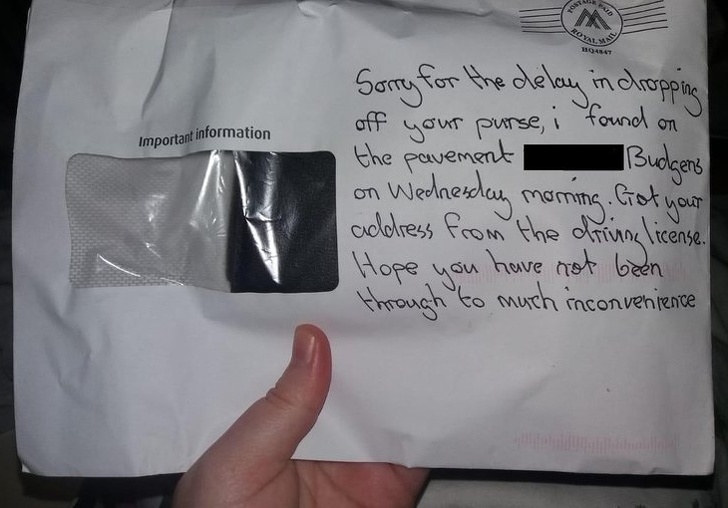 POSTAGE PAID
ROYAL MAIL
HQ4847
Important information
Sorry for the delay in dropping
off your purse, i found on
the pavement Budgens
on Wednesday morning. Got your
address from the driving license.
Hope you have not been
through to much inconvenience